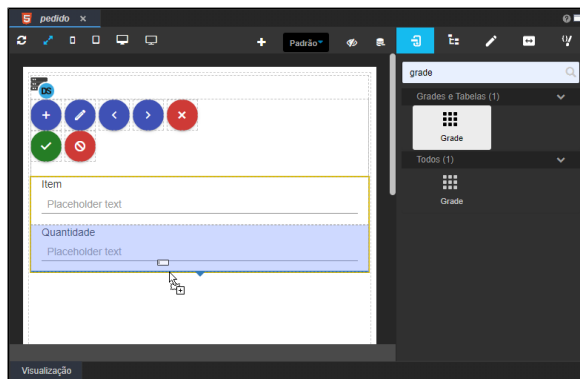 pedido ×
Padrão
grade
Grades e Tabelas (1)
Grade
Todos (1)
Grade
DS
Item
Placeholder text
Quantidade
Placeholder text
Visualização